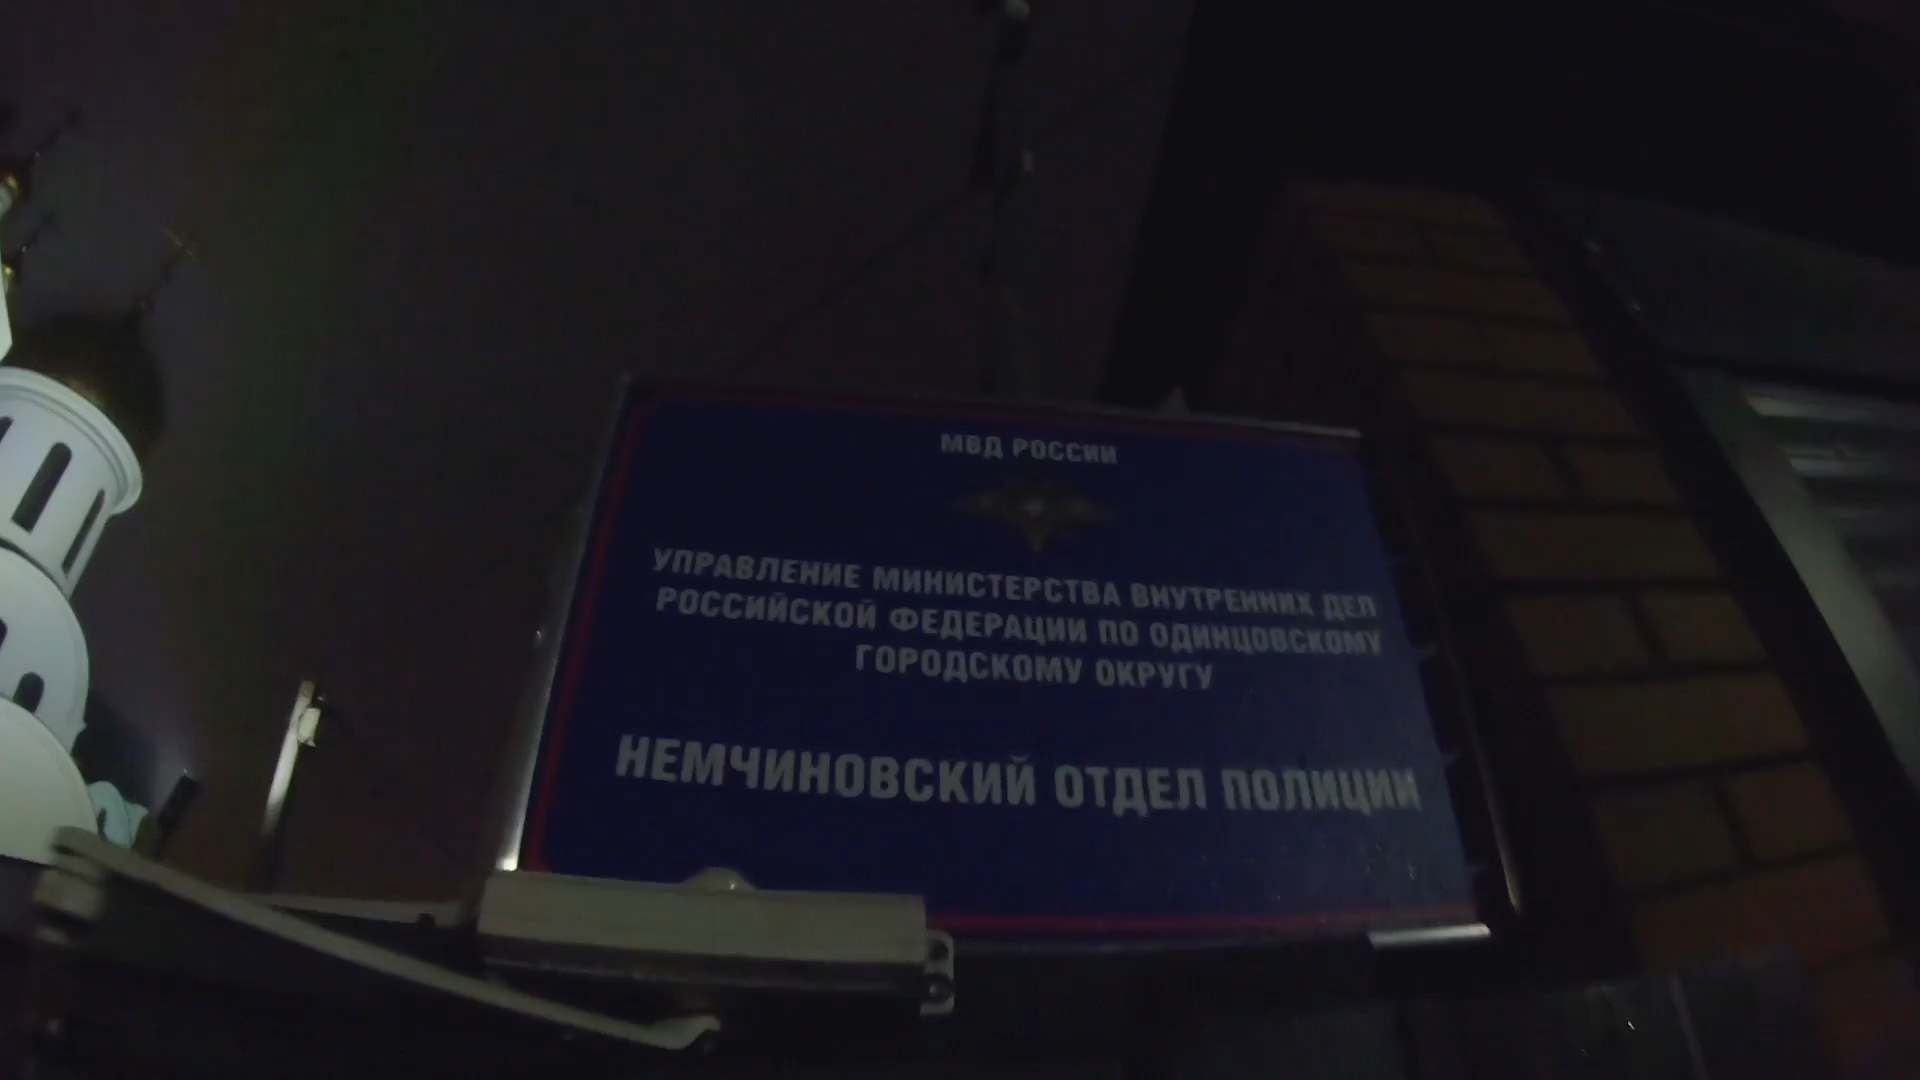 МВД РОССИИ
УПРАВЛЕНИЕ МИНИСТЕРСТВА ВНУТРЕННИХ ДЕЛ
РОССИЙСКОЙ ФЕДЕРАЦИИ ПО ОДИНЦОВСКОМУ
ГОРОДСКОМУ ОКРУГУ
НЕМЧИНОВСКИЙ ОТДЕЛ ПОЛИЦИИ